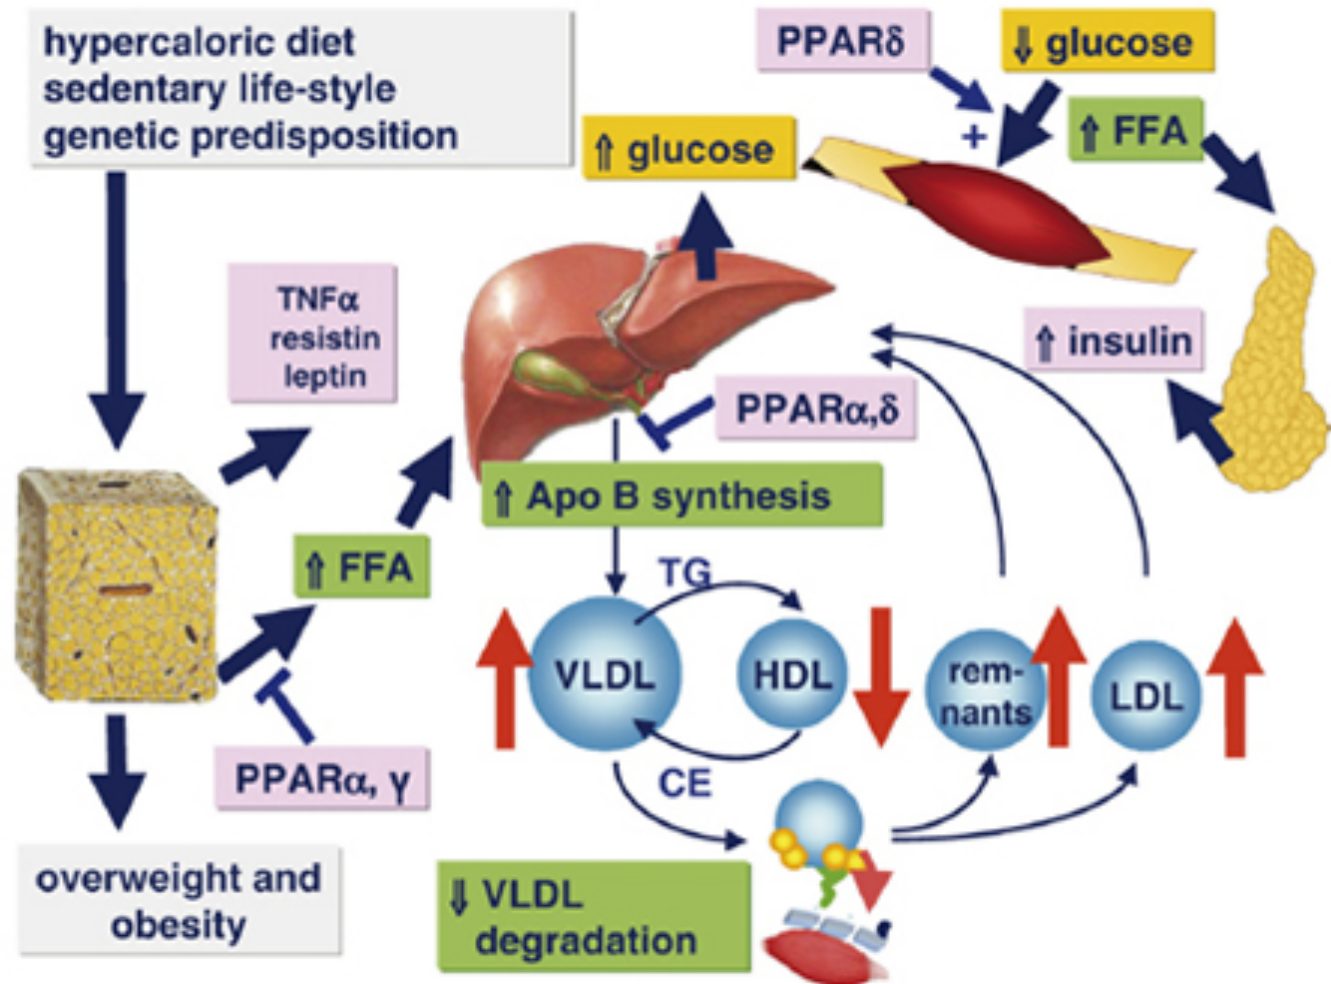 hypercaloric diet
sedentary life-style
genetic predisposition
PPARδ
⇓ glucose
⇑ glucose
+
⇑ FFA
TNFα
resistin
leptin
⇑ insulin
PPARα,δ
⇑ Apo B synthesis
⇑ FFA
TG
VLDL
HDL
rem-
nants
LDL
CE
PPARα, γ
overweight and
obesity
⇓ VLDL
degradation